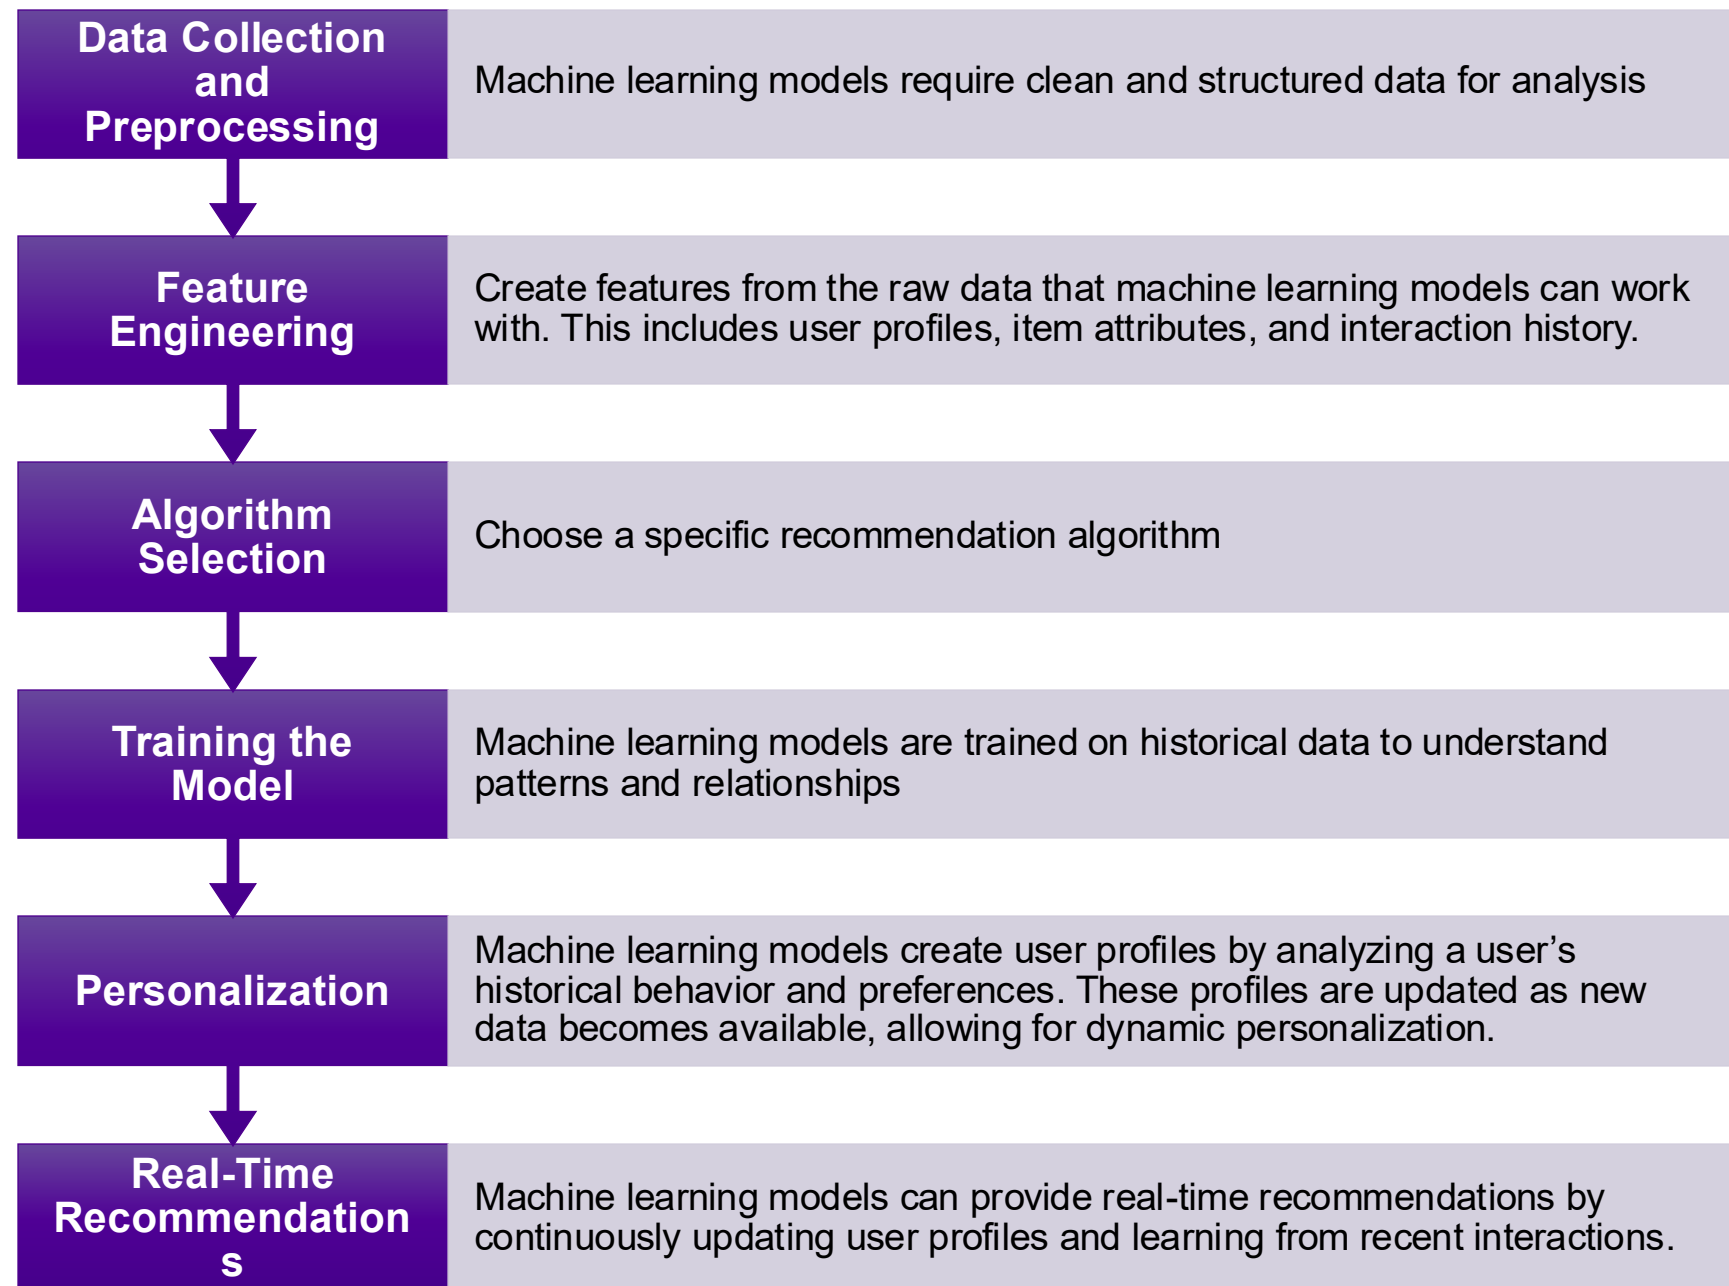 Data Collection
and
Preprocessing
Machine learning models require clean and structured data for analysis
Feature
Engineering
Create features from the raw data that machine learning models can work
with. This includes user profiles, item attributes, and interaction history.
Algorithm
Selection
Choose a specific recommendation algorithm
Training the
Model
Machine learning models are trained on historical data to understand
patterns and relationships
Personalization
Machine learning models create user profiles by analyzing a user’s
historical behavior and preferences. These profiles are updated as new
data becomes available, allowing for dynamic personalization.
Real-Time
Recommendation
s
Machine learning models can provide real-time recommendations by
continuously updating user profiles and learning from recent interactions.